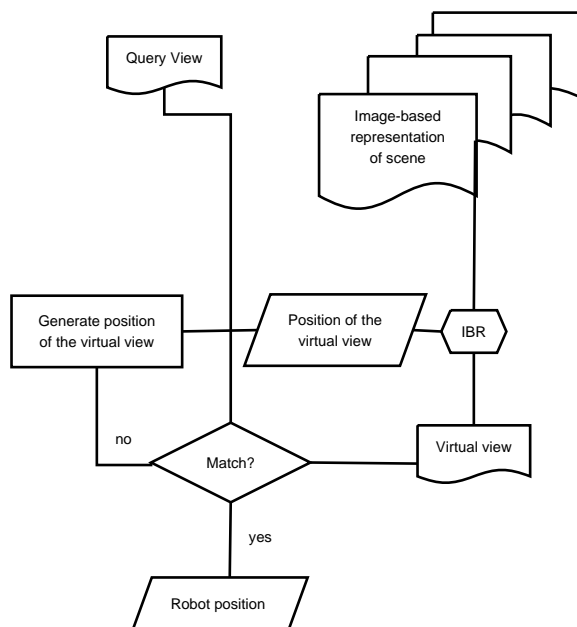 Query View
Image-based
representation
of scene
Generate position
of the virtual view
Position of the
virtual view
IBR
no
Match?
Virtual view
yes
Robot position